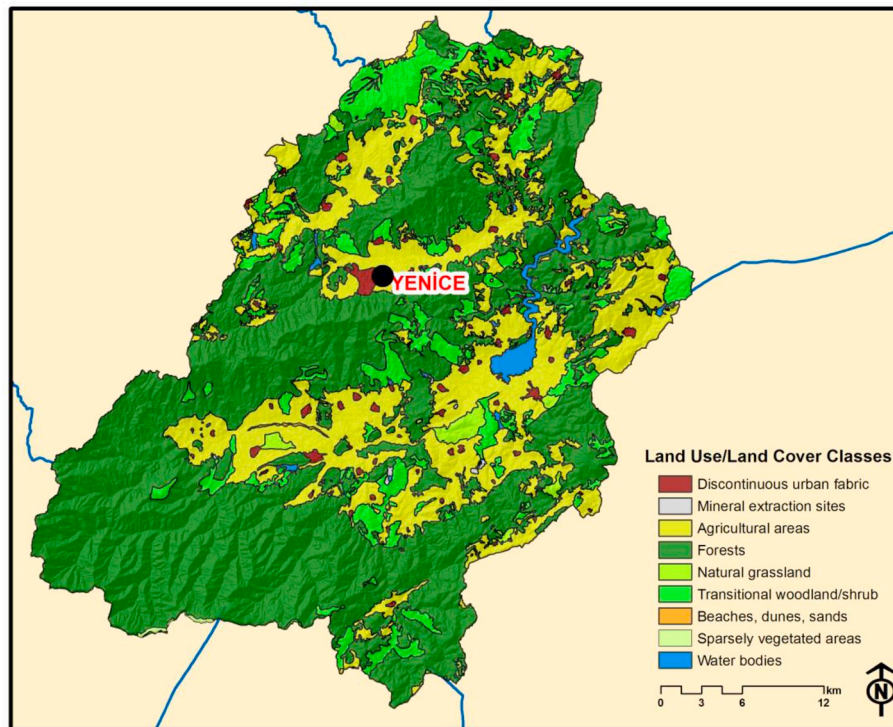 YENİCE
Land Use/Land Cover Classes
Discontinuous urban fabric
Mineral extraction sites
Agricultural areas
Forests
Natural grassland
Transitional woodland/shrub
Beaches, dunes, sands
Sparsely vegetated areas
Water bodies
km
0 3 6 12
N